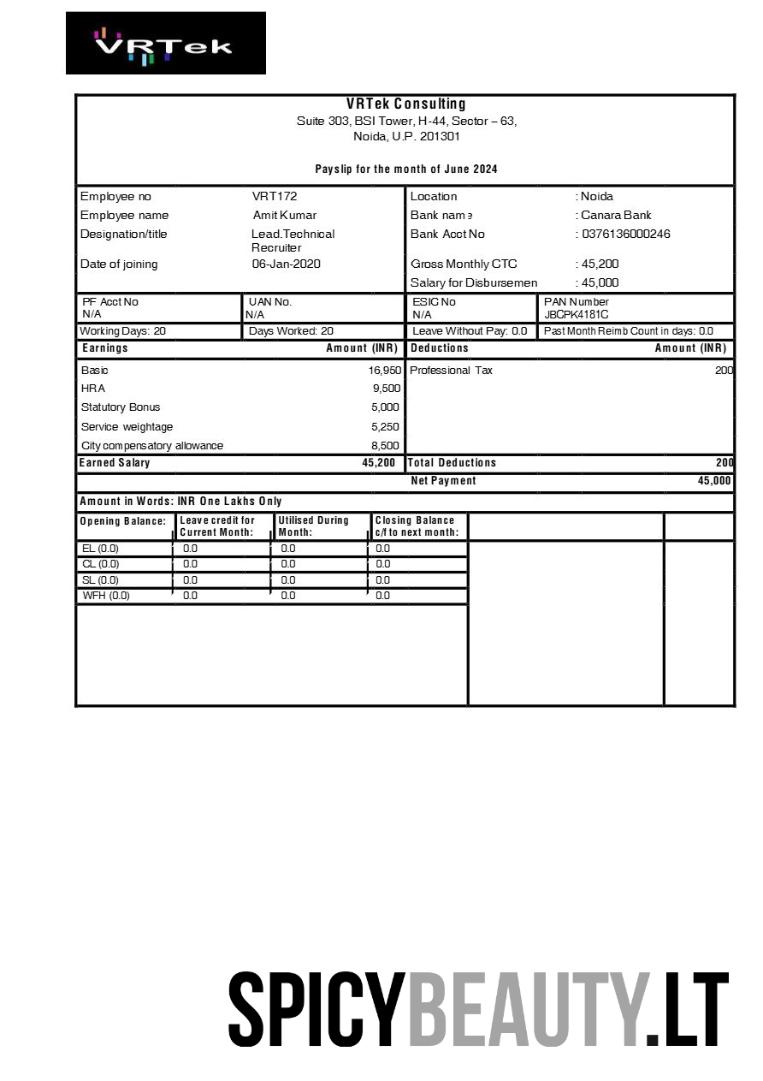 VRTek
VRTek Consulting
Suite 303, BSI Tower, H-44, Sector – 63,
Noida, U.P. 201301
Payslip for the month of June 2024
Employee no VRT172 Location : Noida
Employee name Amit Kumar Bank name : Canara Bank
Designation/title Lead.Technical Bank Acct No : 0376136000246
Recruiter
Date of joining 06-Jan-2020 Gross Monthly CTC : 45,200
Salary for Disbursemen : 45,000
PF Acct No UAN No. ESIC No PAN Number
N/A N/A N/A JBCPK4181C
Working Days: 20 Days Worked: 20 Leave Without Pay: 0.0 Past Month Reimb Count in days: 0.0
Earnings Amount (INR) Deductions Amount (INR)
Basic 16,950 Professional Tax 200
HRA 9,500
Statutory Bonus 5,000
Service weightage 5,250
City compensatory allowance 8,500
Earned Salary 45,200 Total Deductions 200
Net Payment 45,000
Amount in Words: INR One Lakhs Only
Opening Balance: Leave credit for Utilised During Closing Balance
Current Month: Month: c/f to next month:
EL (0.0) 0.0 0.0 0.0
CL (0.0) 0.0 0.0 0.0
SL (0.0) 0.0 0.0 0.0
WFH (0.0) 0.0 0.0 0.0
SPICYBEAUTY.LT